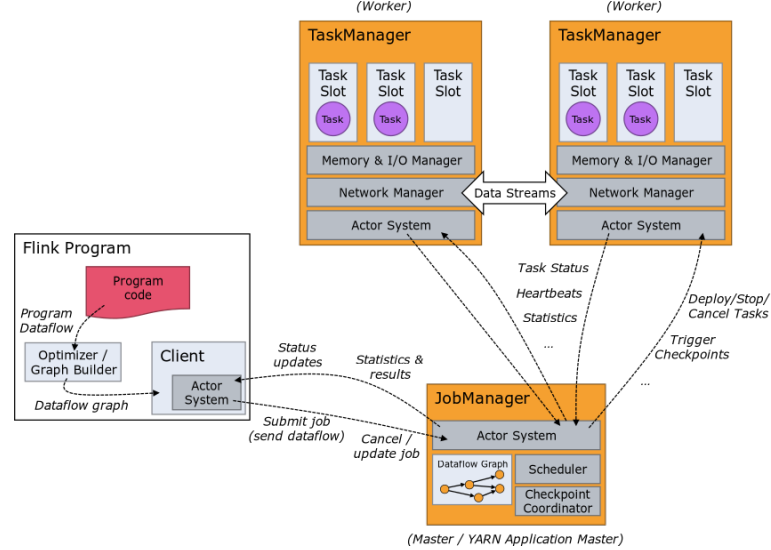 (Worker)
(Worker)
TaskManager
TaskManager
Task
Slot
Task
Slot
Task
Slot
Task
Slot
Task
Slot
Task
Slot
Task
Task
Task
Task
Memory & I/O Manager
Memory & I/O Manager
Network Manager
Data Streams
Network Manager
Actor System
Actor System
Flink Program
Program
code
Program
Dataflow
Optimizer /
Graph Builder
Dataflow graph
Client
Actor
System
Task Status
Heartbeats
Statistics
...
Deploy/Stop/
Cancel Tasks
Trigger
Checkpoints
...
Status
updates
Statistics &
results
Submit job
(send dataflow)
Cancel /
update job
JobManager
Actor System
Dataflow Graph
Scheduler
Checkpoint
Coordinator
(Master / YARN Application Master)